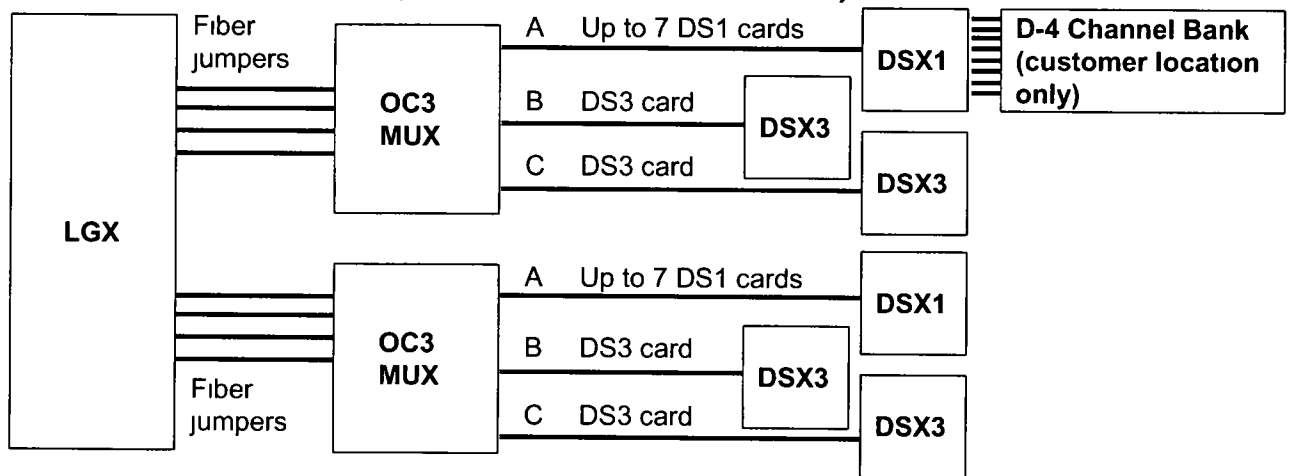 Fiber
jumpers
A Up to 7 DS1 cards
DSX1
D-4 Channel Bank
(customer location
only)
OC3
MUX
B DS3 card
DSX3
C DS3 card
DSX3
LGX
A Up to 7 DS1 cards
DSX1
OC3
MUX
B DS3 card
DSX3
Fiber
jumpers
C DS3 card
DSX3